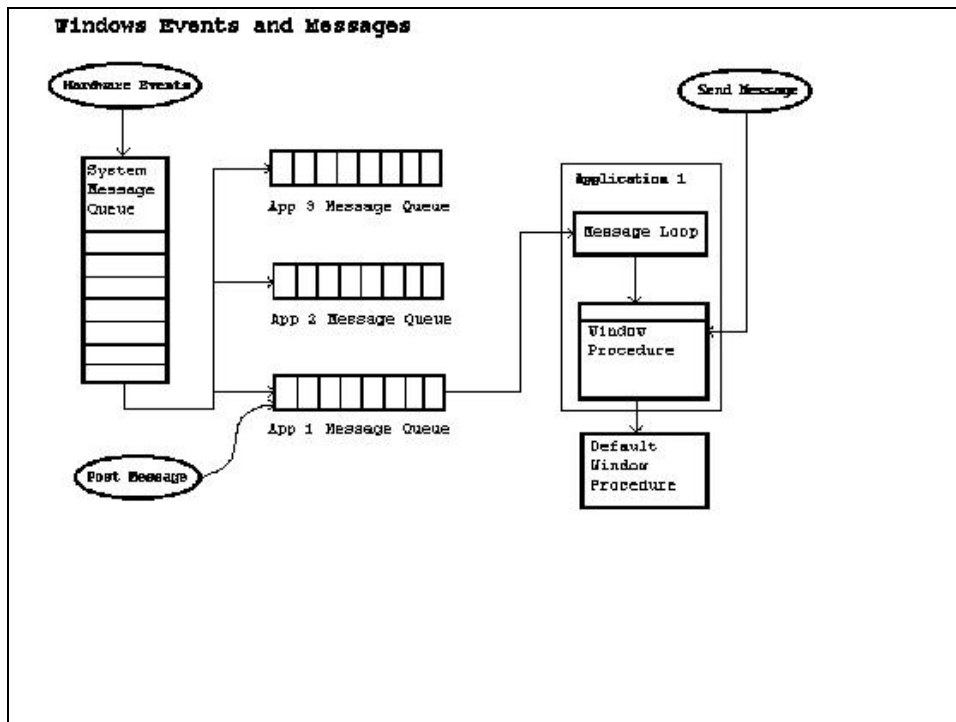 Windows Events and Messages
Hardware Events
Send Message
System
Message
Queue
App 3 Message Queue
Application 1
Message Loop
App 2 Message Queue
Window
Procedure
App 1 Message Queue
Default
Window
Procedure
Post Message